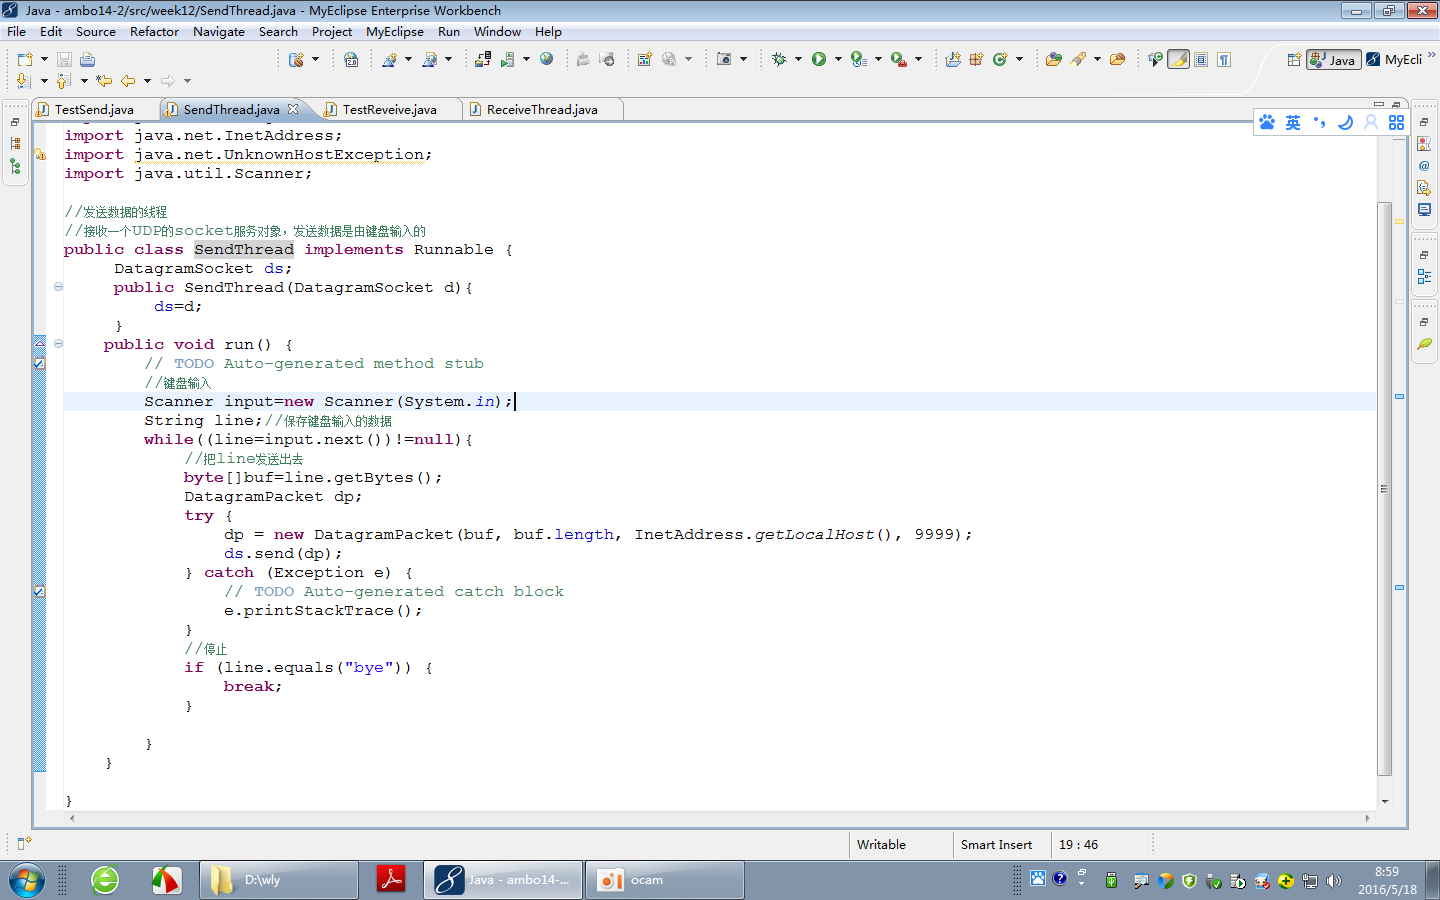 Java - ambo14-2/src/week12/SendThread.java - MyEclipse Enterprise Workbench
File Edit Source Refactor Navigate Search Project MyEclipse Run Window Help
Java MyEcli
TestSend.java SendThread.java TestReveive.java ReceiveThread.java
英
import java.net.InetAddress;
import java.net.UnknownHostException;
import java.util.Scanner;
//发送数据的线程
//接收一个UDP的socket服务对象，发送数据是由键盘输入的
public class SendThread implements Runnable {
DatagramSocket ds;
public SendThread(DatagramSocket d){
ds=d;
}
public void run() {
// TODO Auto-generated method stub
//键盘输入
Scanner input=new Scanner(System.in);
String line;//保存键盘输入的数据
while((line=input.next())!=null){
//把line发送出去
byte[]buf=line.getBytes();
DatagramPacket dp;
try {
dp = new DatagramPacket(buf, buf.length, InetAddress.getLocalHost(), 9999);
ds.send(dp);
} catch (Exception e) {
// TODO Auto-generated catch block
e.printStackTrace();
}
//停止
if (line.equals("bye")) {
break;
}
}
}
}
Writable Smart Insert 19 : 46
D:\wly Java - ambo14-... ocam
8:59
2016/5/18